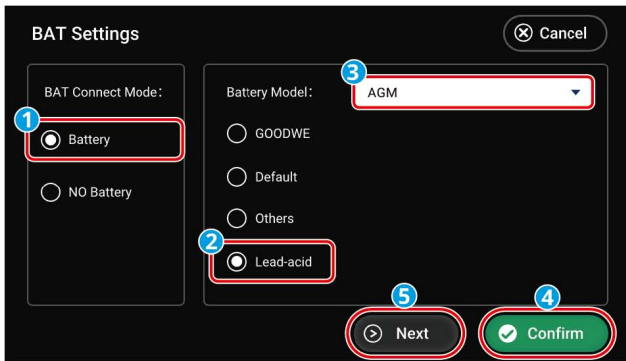 BAT Settings
Cancel
BAT Connect Mode:
1
Battery
NO Battery
Battery Model:
3
AGM
GOODWE
Default
Others
2
Lead-acid
5
Next
4
Confirm